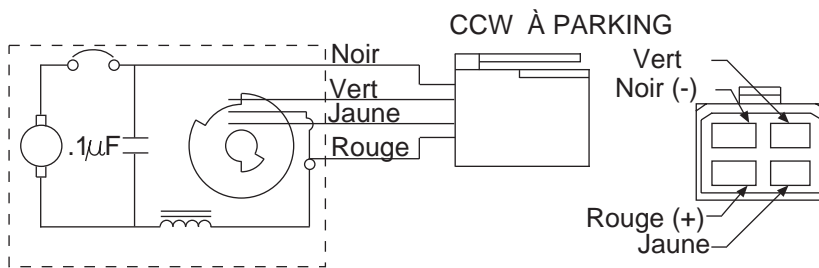 CCW À PARKING
Noir
Vert
Jaune
Rouge
.1µF
Vert
Noir (-)
Rouge (+)
Jaune